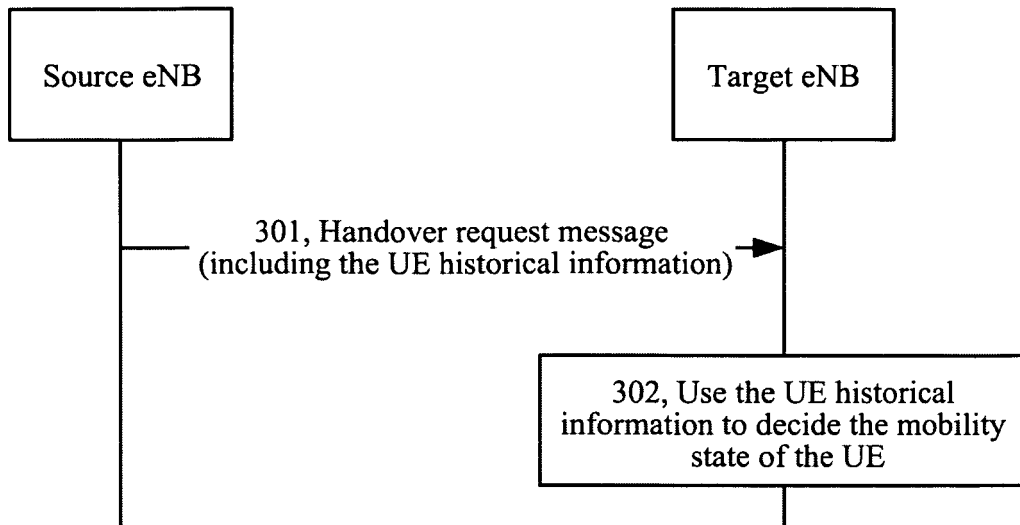 Source eNB
Target eNB
301, Handover request message
(including the UE historical information)
302, Use the UE historical
information to decide the mobility
state of the UE